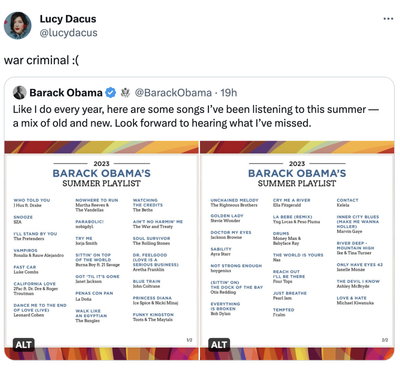 Lucy Dacus
@lucydacus
war criminal :(
Barack Obama @BarackObama · 19h
Like I do every year, here are some songs I've been listening to this summer —
a mix of old and new. Look forward to hearing what I've missed.
2023
BARACK OBAMA'S
SUMMER PLAYLIST
WHO TOLD YOU
J Hus ft. Drake
SNOOZE
SZA
I'LL STAND BY YOU
The Pretenders
VAMPIROS
Rosalía & Rauw Alejandro
FAST CAR
Luke Combs
CALIFORNIA LOVE
2Pac ft. Dr. Dre & Roger
Troutman
DANCE ME TO THE END
OF LOVE (LIVE)
Leonard Cohen
NOWHERE TO RUN
Martha Reeves &
The Vandellas
PARABOLIC!
nobigdyl.
TRY ME
Jorja Smith
SITTIN' ON TOP
OF THE WORLD
Burna Boy ft. 21 Savage
GOT 'TIL IT'S GONE
Janet Jackson
PENAS CON PAN
La Doña
WALK LIKE
AN EGYPTIAN
The Bangles
WATCHING
THE CREDITS
The Beths
AIN'T NO HARM IN' ME
The War and Treaty
SOUL SURVIVOR
The Rolling Stones
DR. FEELGOOD
(LOVE IS A
SERIOUS BUSINESS)
Aretha Franklin
BLUE TRAIN
John Coltrane
PRINCESS DIANA
Ice Spice & Nicki Minaj
FUNKY KINGSTON
Toots & The Maytals
ALT
1/2
2023
BARACK OBAMA'S
SUMMER PLAYLIST
UNCHAINED MELODY
The Righteous Brothers
GOLDEN LADY
Stevie Wonder
DOCTOR MY EYES
Jackson Browne
SABILITY
Ayra Starr
NOT STRONG ENOUGH
boygenius
(SITTIN' ON)
THE DOCK OF THE BAY
Otis Redding
EVERYTHING
IS BROKEN
Bob Dylan
CRY ME A RIVER
Ella Fitzgerald
LA BEBE (REMIX)
Yng Lvcas & Peso Pluma
DRUMS
Money Man &
Babyface Ray
THE WORLD IS YOURS
Nas
REACH OUT
I'LL BE THERE
Four Tops
JUST BREATHE
Pearl Jam
TEMPTED
CONTACT
Kelela
INNER CITY BLUES
(MAKE ME WANNA
HOLLER)
Marvin Gaye
RIVER DEEP -
MOUNTAIN HIGH
Ike & Tina Turner
ONLY HAVE EYES 42
Janelle Monáe
THE DEVIL I KNOW
Ashley McBryde
LOVE & HATE
Michael Kiwanuka
ALT
2/2